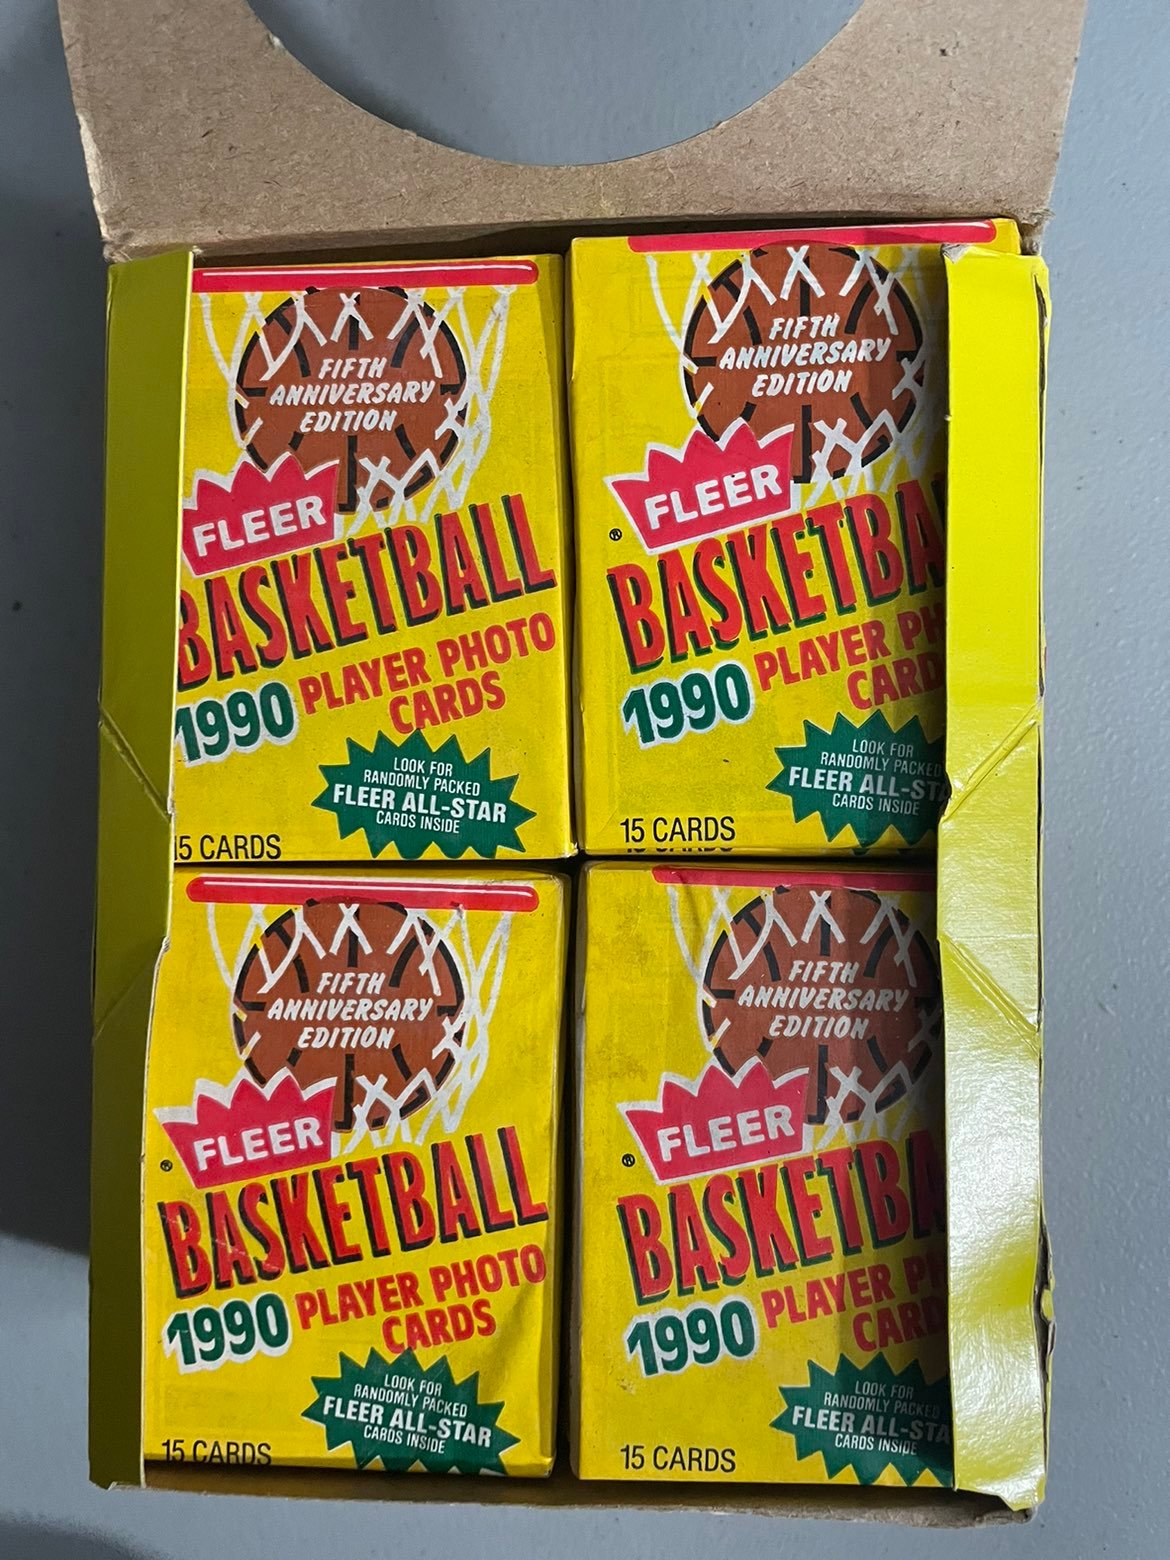 FIFTH
ANNIVERSARY
EDITION
FLEER
BASKETBALL
1990 PLAYER PHOTO
CARDS
LOOK FOR
RANDOMLY PACKED
FLEER ALL-STAR
CARDS INSIDE
15 CARDS
FIFTH
ANNIVERSARY
EDITION
FLEER
®
BASKETBA
1990 PLAYER PH
CARD
LOOK FOR
RANDOMLY PACKED
FLEER ALL-STA
CARDS INSIDE
15 CARDS
FIFTH
ANNIVERSARY
EDITION
FLEER
®
BASKETBALL
1990 PLAYER PHOTO
CARDS
LOOK FOR
RANDOMLY PACKED
FLEER ALL-STAR
CARDS INSIDE
15 CARDS
FIFTH
ANNIVERSARY
EDITION
FLEER
®
BASKETBA
1990 PLAYER PH
CARD
LOOK FOR
RANDOMLY PACKED
FLEER ALL-STA
CARDS INSIDE
15 CARDS